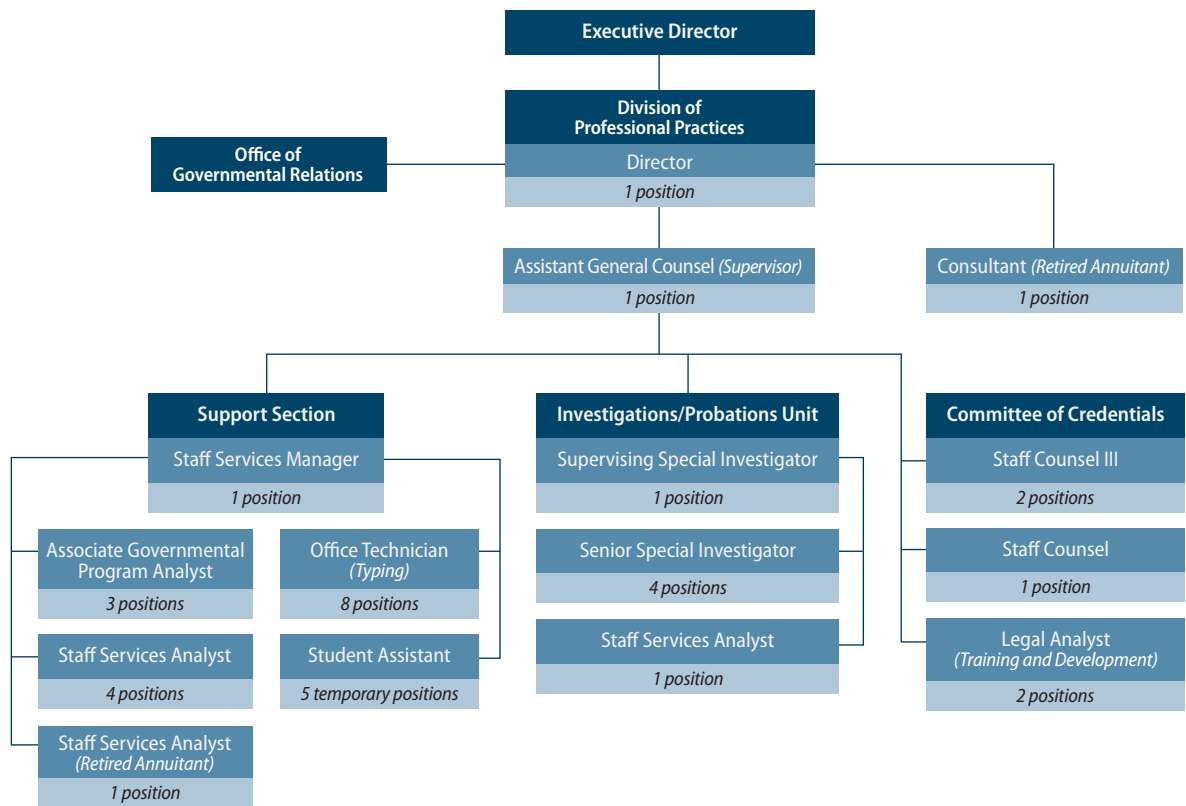 Executive Director
Division of
Professional Practices
Director
1 position
Office of
Governmental Relations
Assistant General Counsel (Supervisor)
1 position
Consultant (Retired Annuitant)
1 position
Support Section
Staff Services Manager
1 position
Associate Governmental
Program Analyst
3 positions
Staff Services Analyst
4 positions
Staff Services Analyst
(Retired Annuitant)
1 position
Office Technician
(Typing)
8 positions
Student Assistant
5 temporary positions
Investigations/Probations Unit
Supervising Special Investigator
1 position
Senior Special Investigator
4 positions
Staff Services Analyst
1 position
Committee of Credentials
Staff Counsel III
2 positions
Staff Counsel
1 position
Legal Analyst
(Training and Development)
2 positions